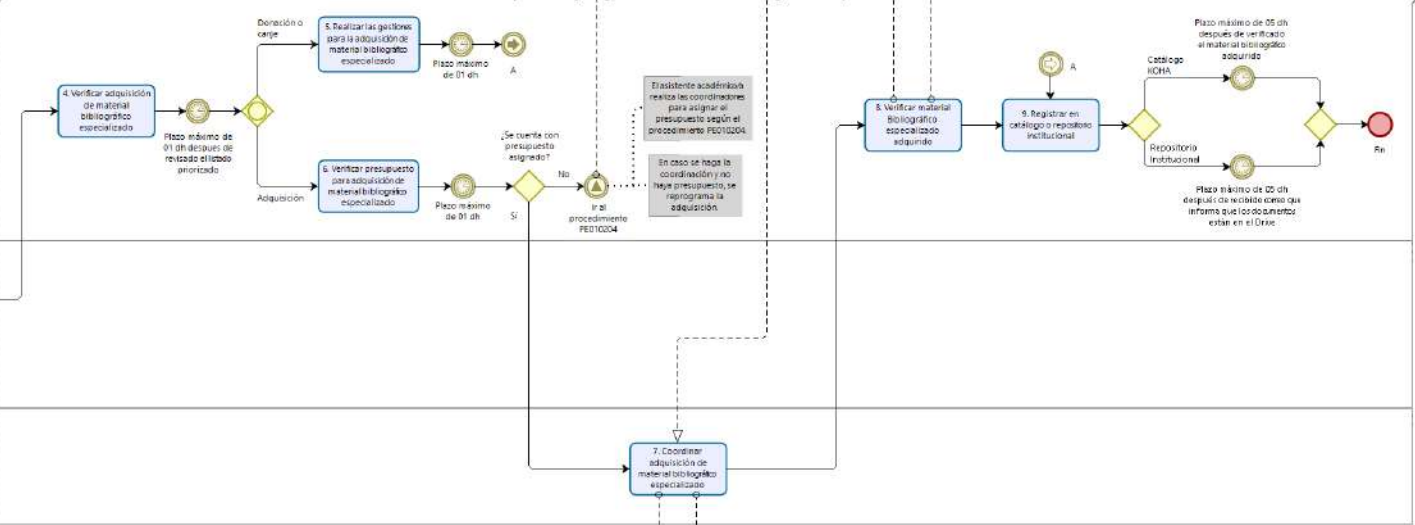 Donación o
canje
5. Realizar las gestiones
para la adquisición de
material bibliográfico
especializado
Plazo máximo
de 01 dh
A
4. Verificar adquisición
de material
bibliográfico
especializado
Plazo máximo de
01 dh despues de
revisado el listado
priorizado
Adquisición
6. Verificar presupuesto
para adquisición de
material bibliográfico
especializado
Plazo máximo
de 01 dh
¿Se cuenta con
presupuesto
asignado?
No
Sí
Ir al
procedimiento
PE010204
El asistente académico/a
realiza las coordinadores
para asignar el
presupuesto según el
procedimiento PE010204.
En caso se haga la
coordinación y no
haya presupuesto, se
reprograma la
adquisición.
7. Coordinar
adquisición de
material bibliográfico
especializado
8. Verificar material
Bibliográfico
especializado
adquirido
A
9. Registrar en
catálogo o repositorio
institucional
Catálogo
KOHA
Plazo máximo de 05 dh
después de verificado
el material bibliográfico
adquirido
Repositorio
Institucional
Plazo máximo de 05 dh
después de recibido correo que
informa que los documentos
están en el Drive
Fin